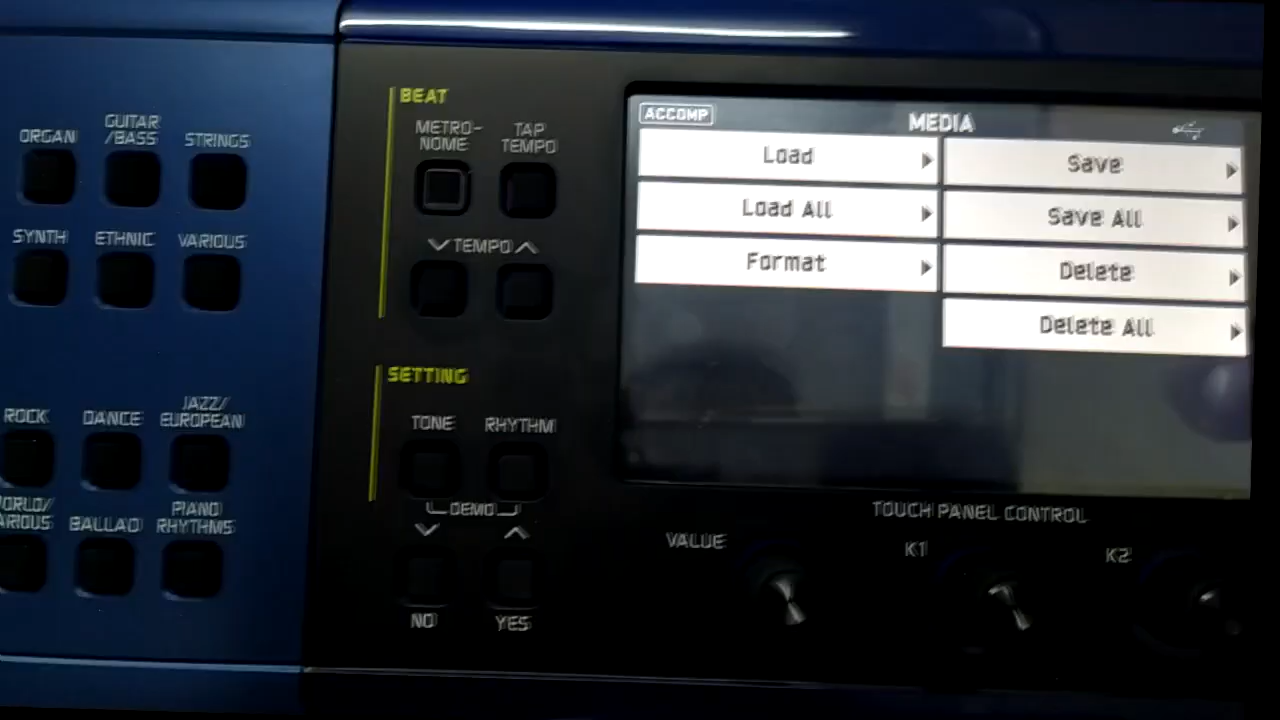 ORGAN
GUITAR
/BASS
STRINGS
SYNTH
ETHNIC
VARIOUS
ROCK
DANCE
JAZZ/
EUROPEAN
BALLAD
PIANO
RHYTHMS
BEAT
METRO-
NOME
TAP
TEMPO
TEMPO
SETTING
TONE
RHYTHM
DEMO
NO
YES
ACCOMP
MEDIA
Load
Save
Load All
Save All
Format
Delete
Delete All
TOUCH PANEL CONTROL
VALUE
K1
K2